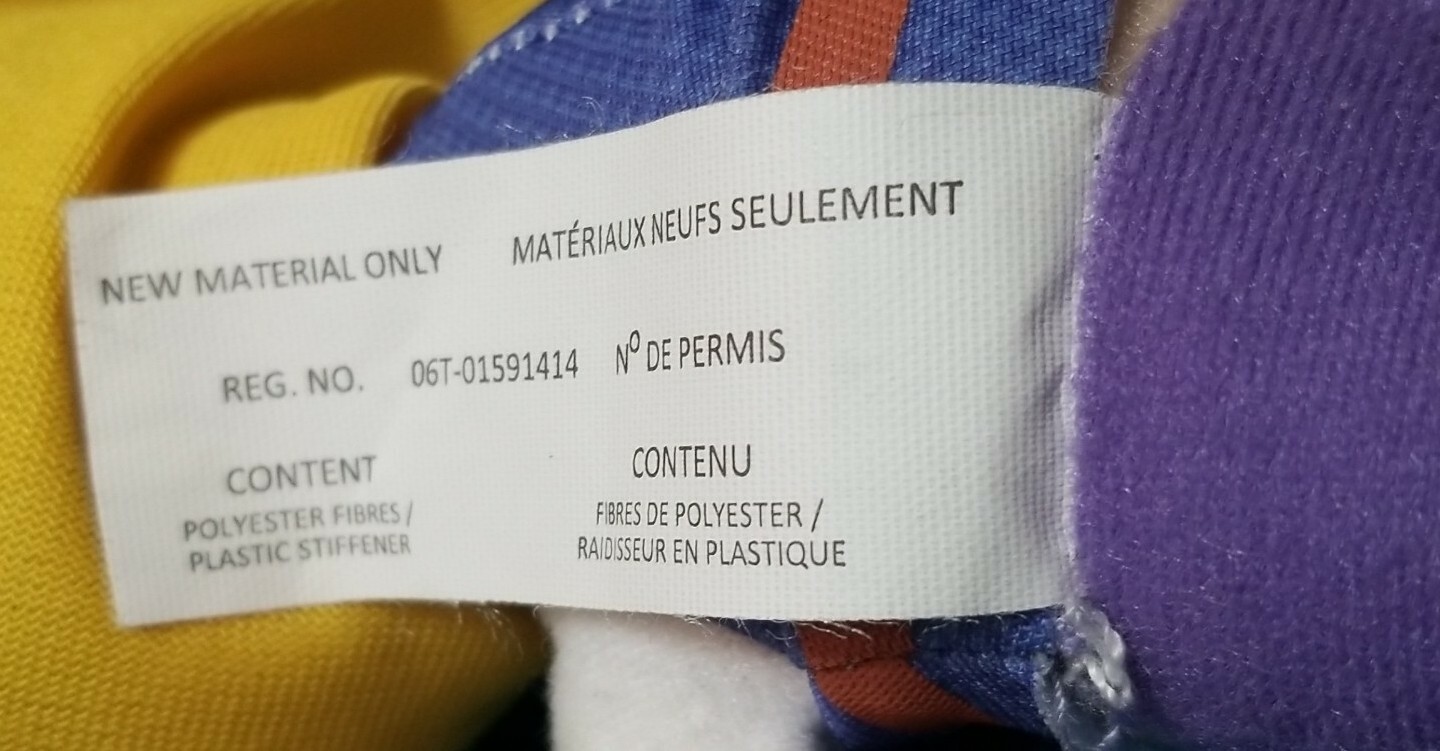 NEW MATERIAL ONLY MATÉRIAUX NEUFS SEULEMENT
REG. NO. 06T-01591414 Nº DE PERMIS
CONTENT CONTENU
POLYESTER FIBRES / FIBRES DE POLYESTER /
PLASTIC STIFFENER RAIDISSEUR EN PLASTIQUE